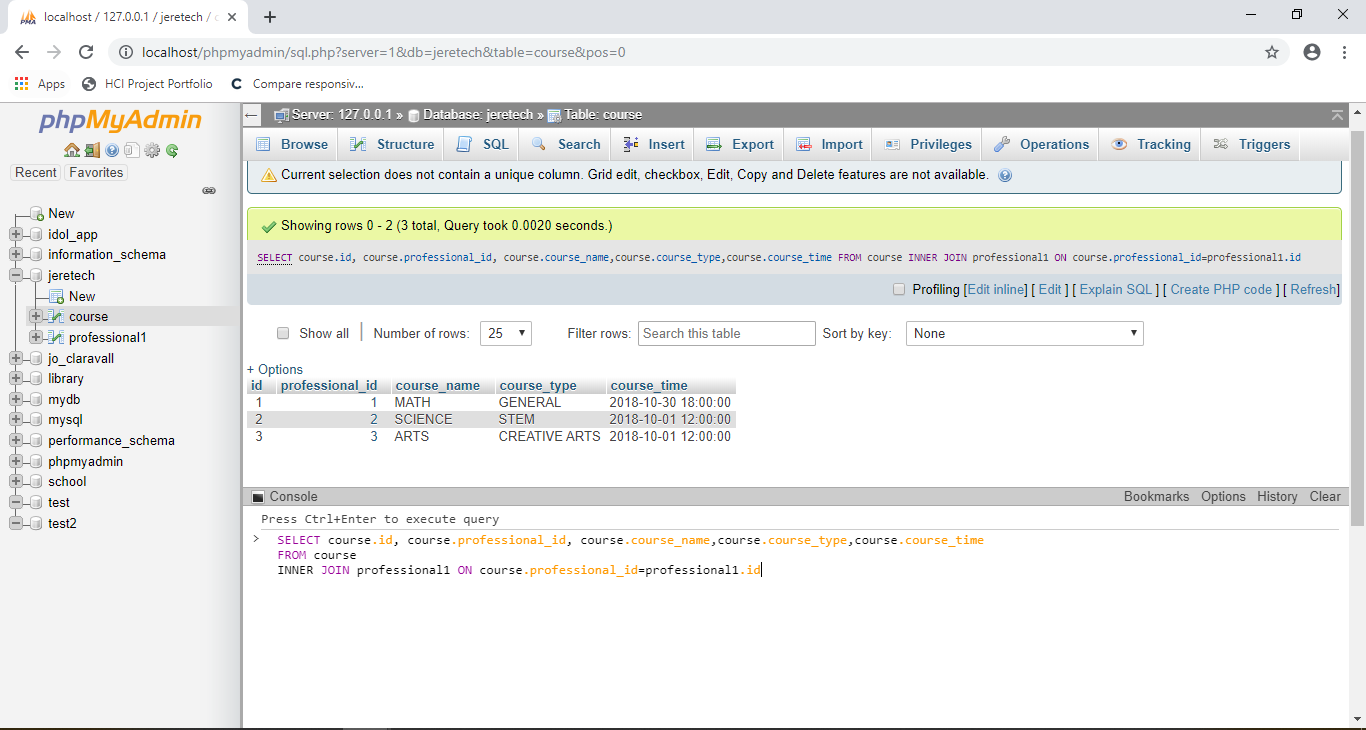 localhost / 127.0.0.1 / jeretech / c
localhost/phpmyadmin/sql.php?server=1&db=jeretech&table=course&pos=0
Apps HCI Project Portfolio Compare responsiv...
phpMyAdmin
Recent Favorites
New
idol_app
information_schema
jeretech
New
course
professional1
jo_claravall
library
mydb
mysql
performance_schema
phpmyadmin
school
test
test2
Server: 127.0.0.1 » Database: jeretech » Table: course
Browse Structure SQL Search Insert Export Import Privileges Operations Tracking Triggers
Current selection does not contain a unique column. Grid edit, checkbox, Edit, Copy and Delete features are not available.
Showing rows 0 - 2 (3 total, Query took 0.0020 seconds.)
SELECT course.id, course.professional_id, course.course_name,course.course_type,course.course_time FROM course INNER JOIN professional1 ON course.professional_id=professional1.id
Profiling [Edit inline] [ Edit ] [ Explain SQL ] [ Create PHP code ] [ Refresh]
Show all | Number of rows: 25 Filter rows: Search this table Sort by key: None
+ Options
id professional_id course_name course_type course_time
1 1 MATH GENERAL 2018-10-30 18:00:00
2 2 SCIENCE STEM 2018-10-01 12:00:00
3 3 ARTS CREATIVE ARTS 2018-10-01 12:00:00
Console Bookmarks Options History Clear
Press Ctrl+Enter to execute query
> SELECT course.id, course.professional_id, course.course_name,course.course_type,course.course_time
FROM course
INNER JOIN professional1 ON course.professional_id=professional1.id